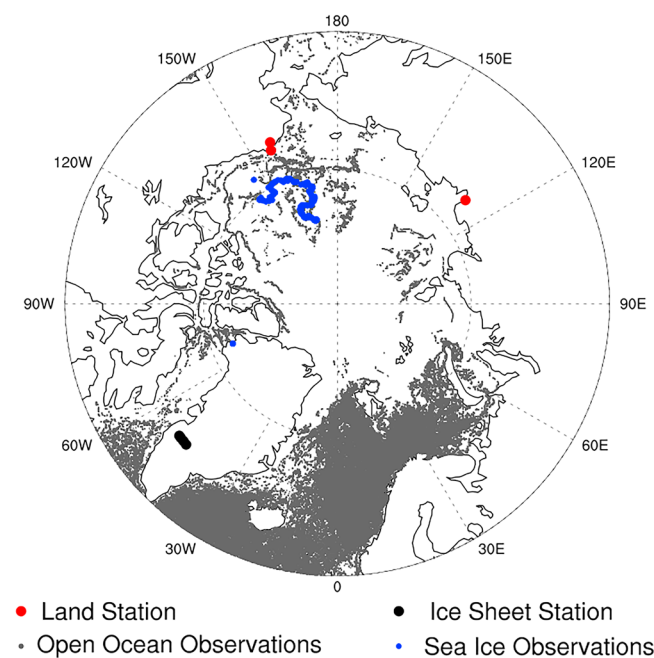 180
150W
150E
120W
120E
90W
90E
60W
60E
30W
30E
0
Land Station
Ice Sheet Station
Open Ocean Observations
Sea Ice Observations